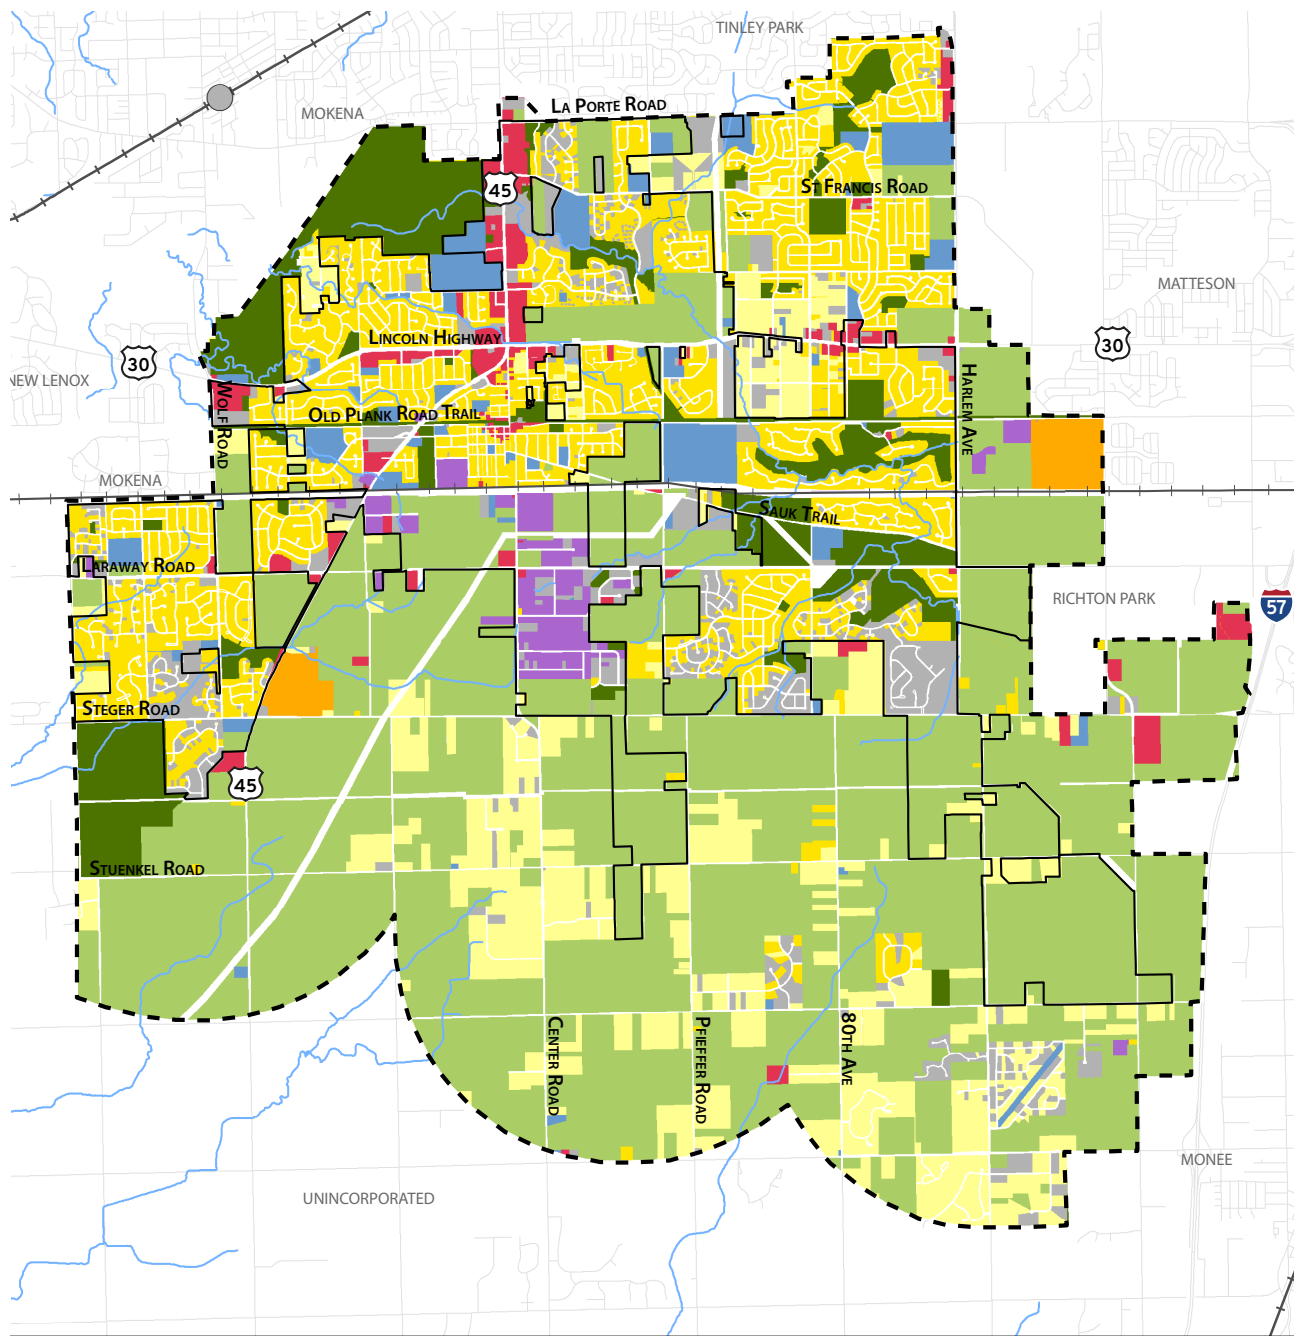 TINLEY PARK
LA PORTE ROAD
MOKENA
45
ST FRANCIS ROAD
MATTESON
LINCOLN HIGHWAY
30
30
NEW LENOX
WOLF ROAD
HARLEM AVE
OLD PLANK ROAD TRAIL
MOKENA
SAUK TRAIL
LARAWAY ROAD
RICHTON PARK
57
STEGER ROAD
45
STUENKEL ROAD
CENTER ROAD
PFIEFFER ROAD
80TH AVE
MONEE
UNINCORPORATED